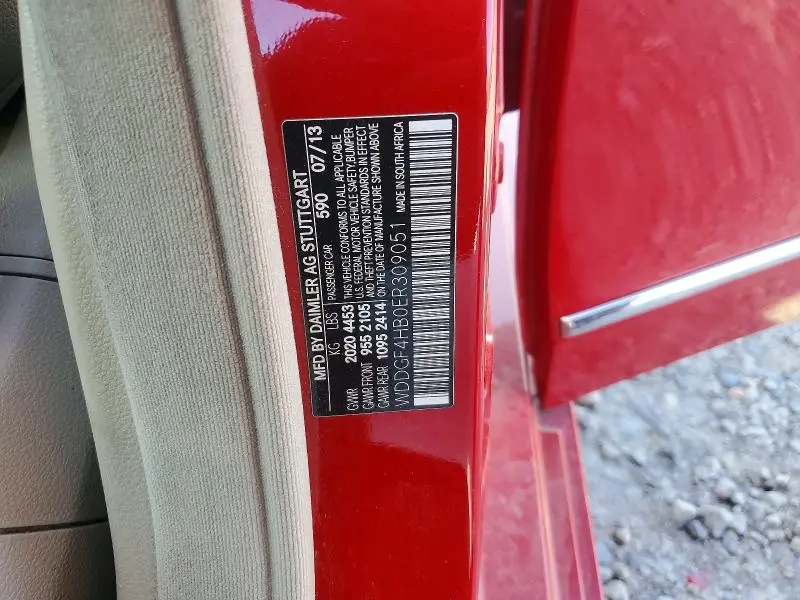 MFD BY DAIMLER AG STUTTGART
KG LBS PASSENGER CAR 590 07/13
GVWR 2020 4453 THIS VEHICLE CONFORMS TO ALL APPLICABLE
GAWR FRONT 955 2105 U.S. FEDERAL MOTOR VEHICLE SAFETY,BUMPER
GAWR REAR 1095 2414 AND THEFT PREVENTION STANDARDS IN EFFECT
ON THE DATE OF MANUFACTURE SHOWN ABOVE
WDDGF4HB0ER309051 MADE IN SOUTH AFRICA